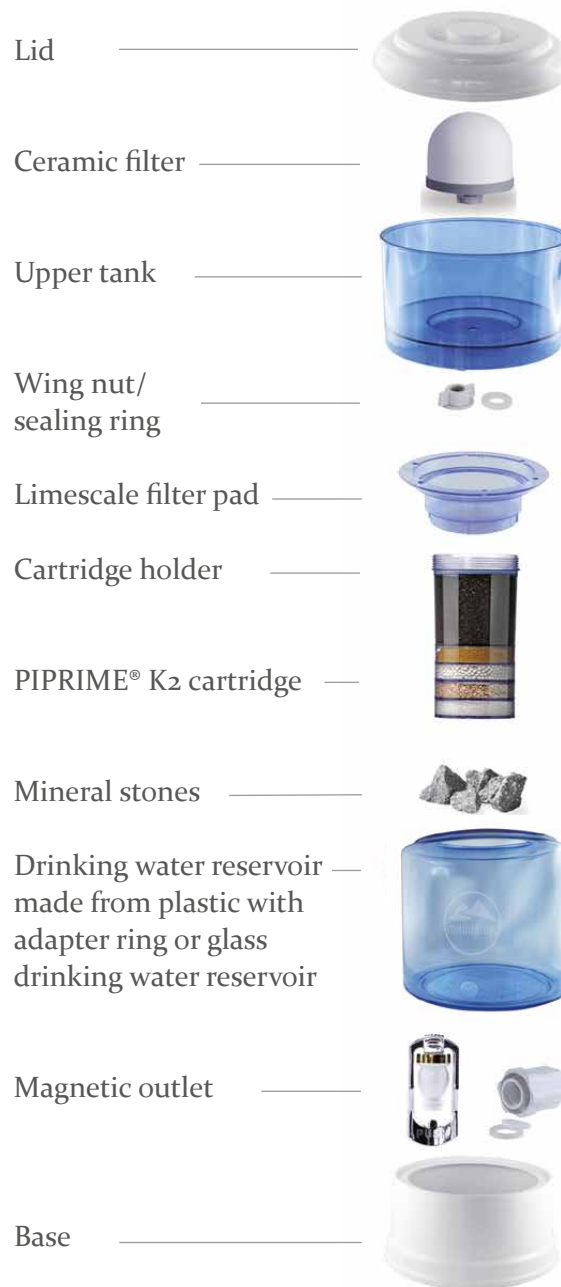 Lid
Ceramic filter
Upper tank
Wing nut/
sealing ring
Limescale filter pad
Cartridge holder
PIPRIME® K2 cartridge
Mineral stones
Drinking water reservoir
made from plastic with
adapter ring or glass
drinking water reservoir
Magnetic outlet
PUSH
Base